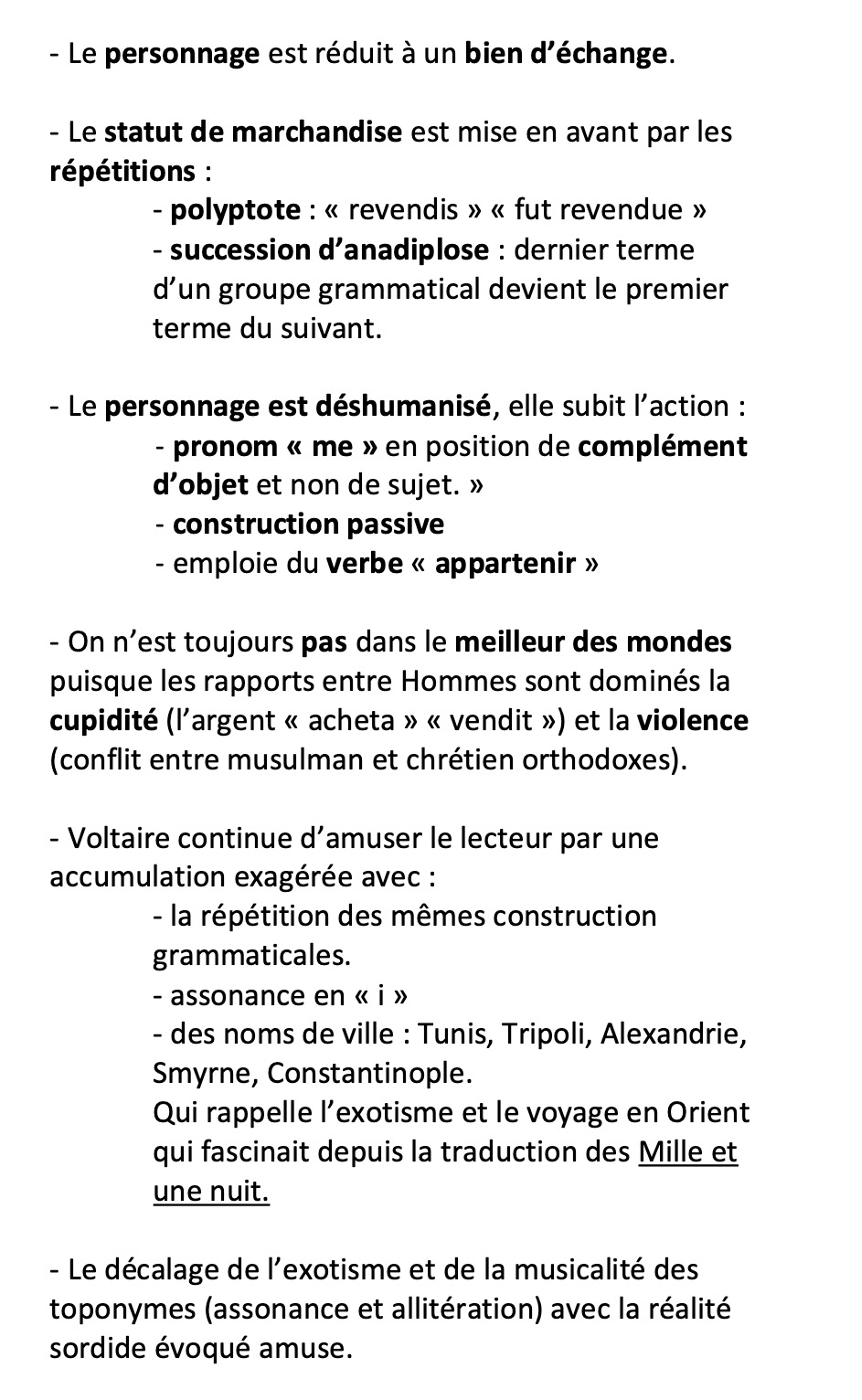 - Le personnage est réduit à un bien d’échange.
- Le statut de marchandise est mise en avant par les
répétitions :
- polyptote : « revendis » « fut revendue »
- succession d’anadiplose : dernier terme
d’un groupe grammatical devient le premier
terme du suivant.
- Le personnage est déshumanisé, elle subit l’action :
- pronom « me » en position de complément
d’objet et non de sujet. »
- construction passive
- emploie du verbe « appartenir »
- On n’est toujours pas dans le meilleur des mondes
puisque les rapports entre Hommes sont dominés la
cupidité (l’argent « acheta » « vendit ») et la violence
(conflit entre musulman et chrétien orthodoxes).
- Voltaire continue d’amuser le lecteur par une
accumulation exagérée avec :
- la répétition des mêmes construction
grammaticales.
- assonance en « i »
- des noms de ville : Tunis, Tripoli, Alexandrie,
Smyrne, Constantinople.
Qui rappelle l’exotisme et le voyage en Orient
qui fascinait depuis la traduction des Mille et
une nuit.
- Le décalage de l’exotisme et de la musicalité des
toponymes (assonance et allitération) avec la réalité
sordide évoqué amuse.